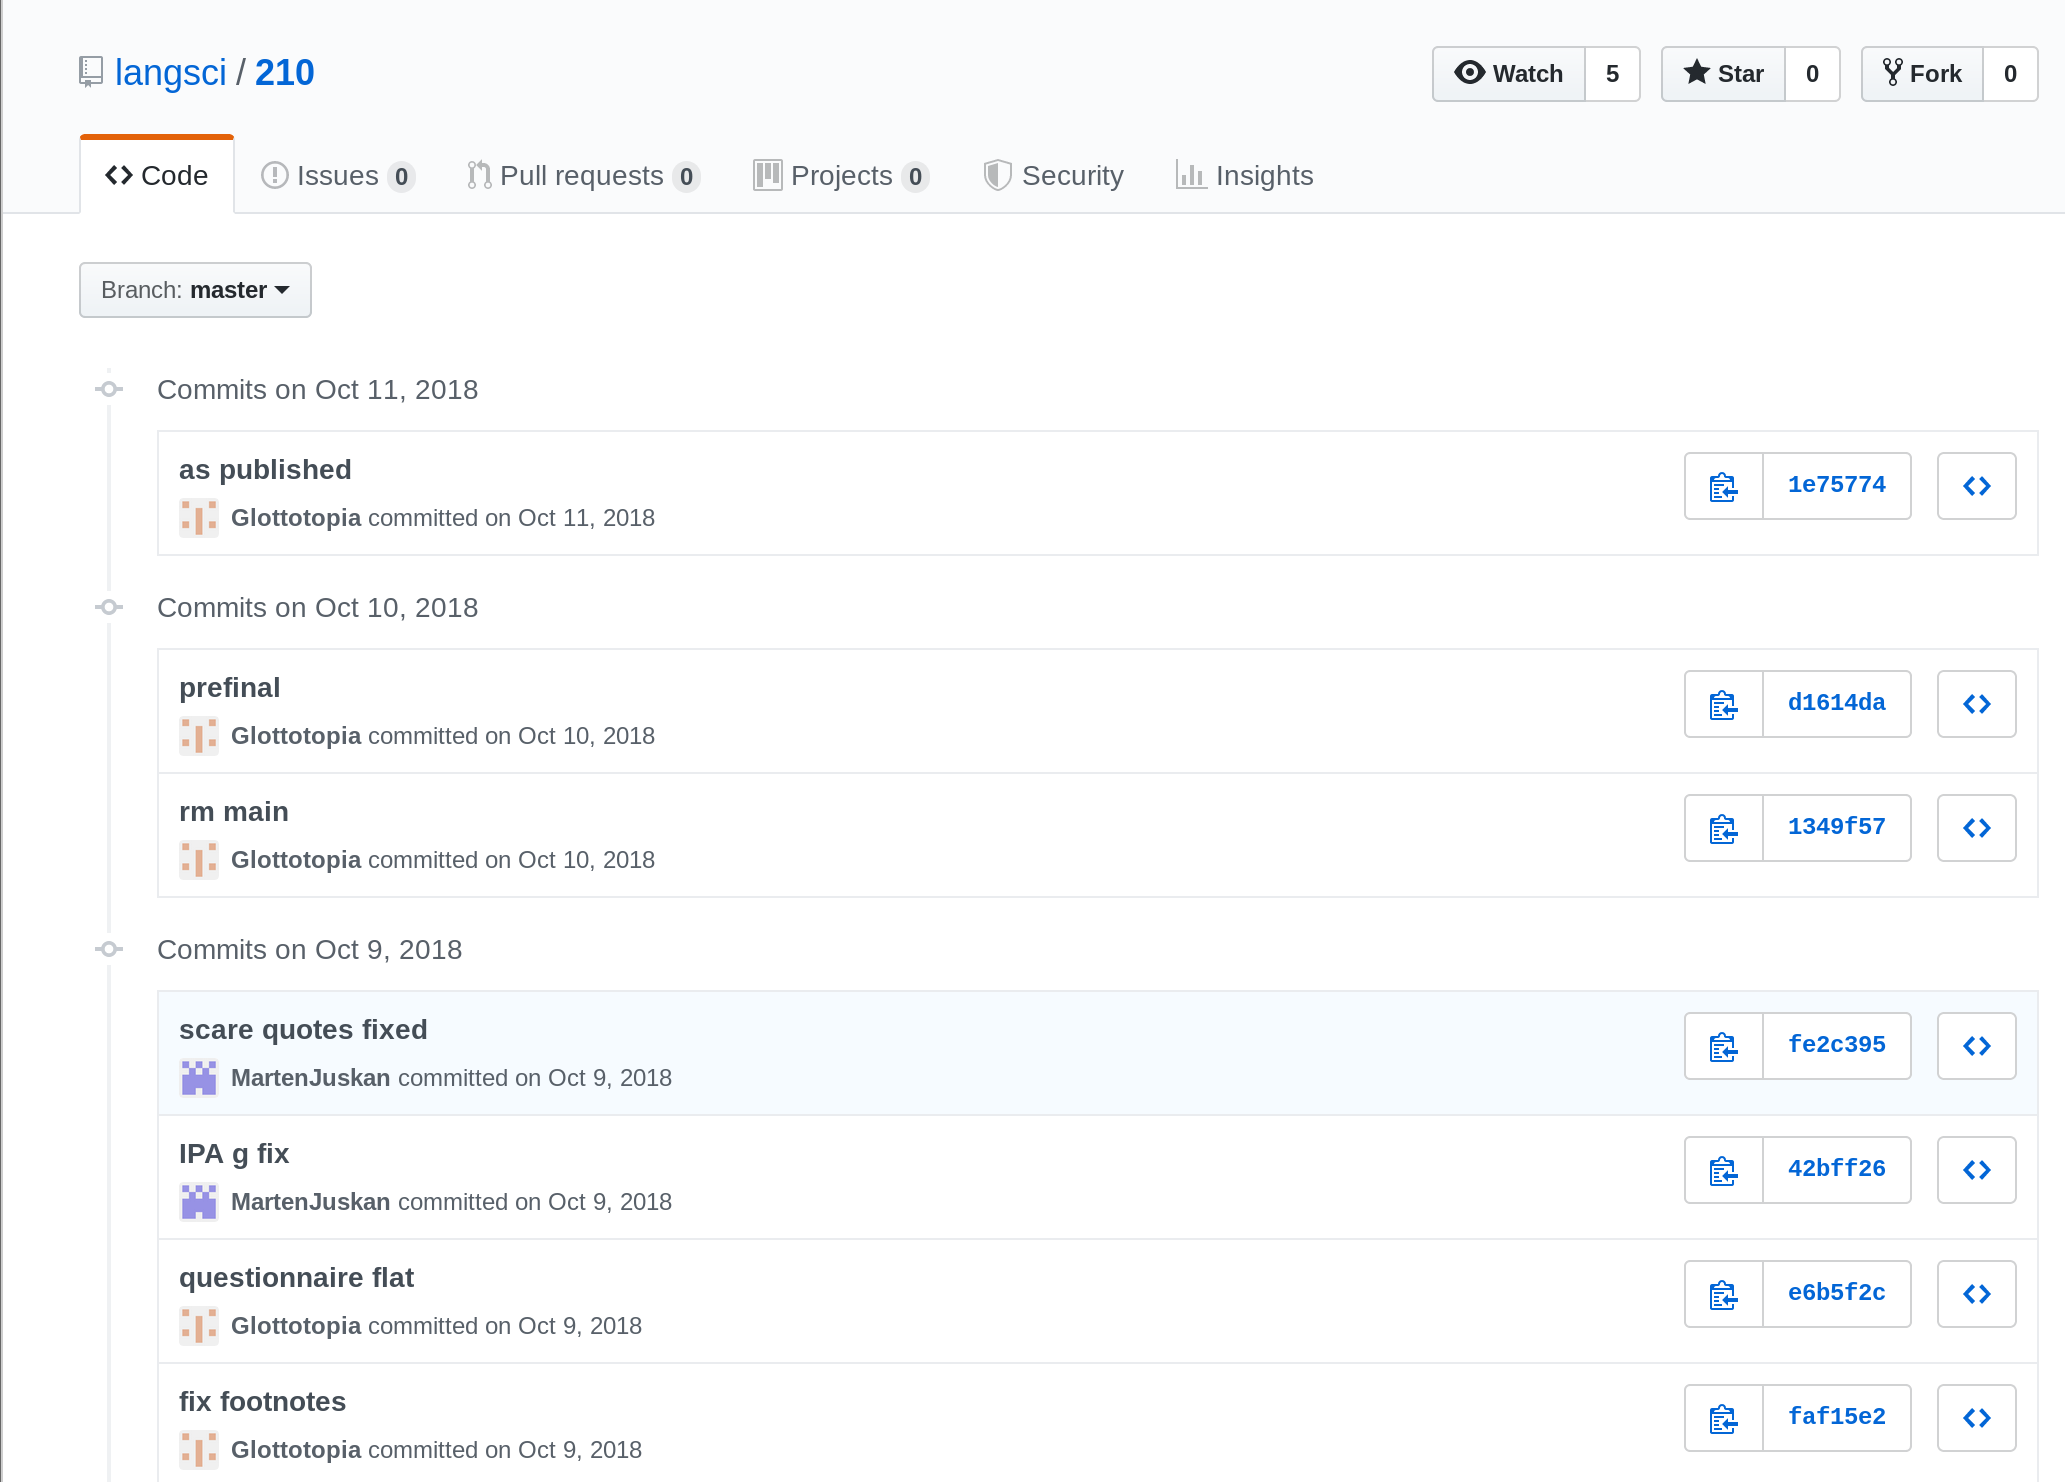 langsci / 210
Watch 5 Star 0 Fork 0
Code Issues 0 Pull requests 0 Projects 0 Security Insights
Branch: master
Commits on Oct 11, 2018
as published
1e75774
Glottotopia committed on Oct 11, 2018
Commits on Oct 10, 2018
prefinal
d1614da
Glottotopia committed on Oct 10, 2018
rm main
1349f57
Glottotopia committed on Oct 10, 2018
Commits on Oct 9, 2018
scare quotes fixed
fe2c395
MartenJuskan committed on Oct 9, 2018
IPA g fix
42bff26
MartenJuskan committed on Oct 9, 2018
questionnaire flat
e6b5f2c
Glottotopia committed on Oct 9, 2018
fix footnotes
faf15e2
Glottotopia committed on Oct 9, 2018